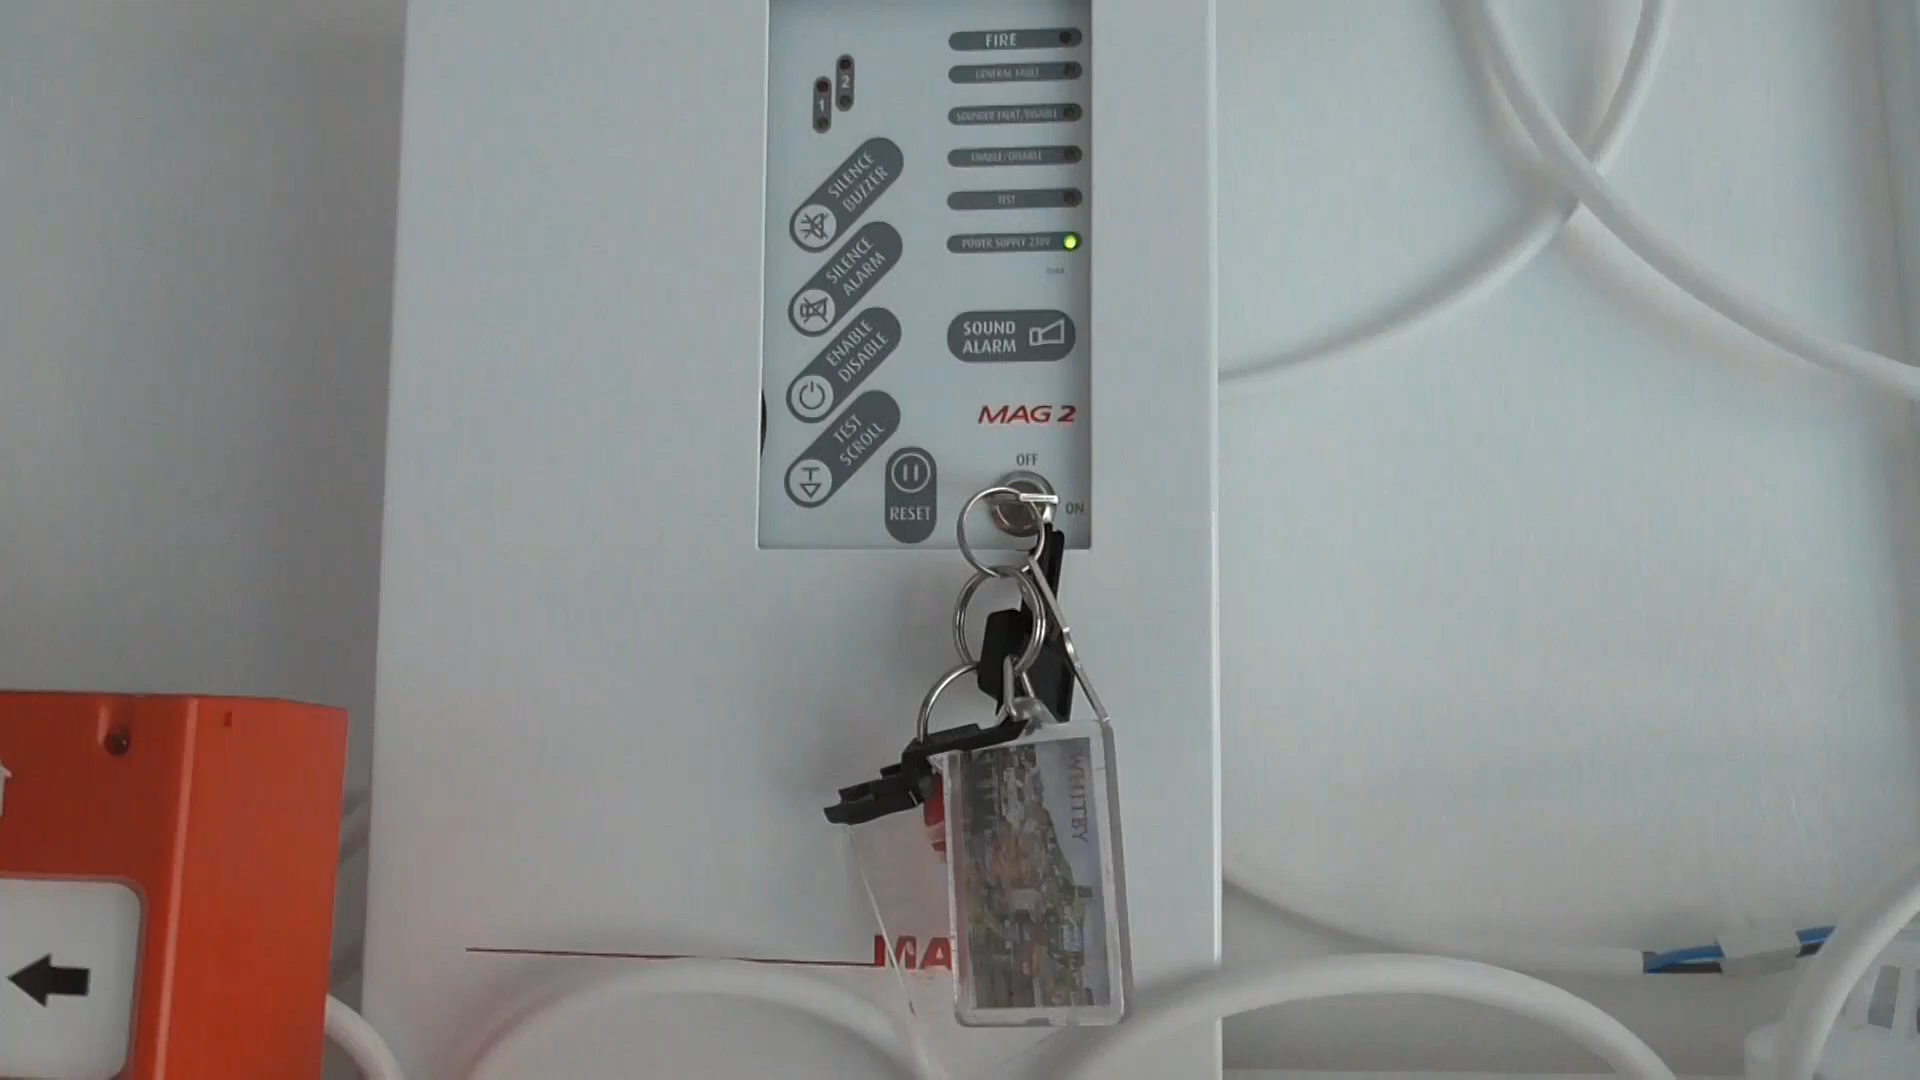 FIRE
GENERAL FAULT
SOUNDER FAULT/DISABLE
ENABLE/DISABLE
TEST
POWER SUPPLY 230V
2
1
SILENCE
BUZZER
SILENCE
ALARM
ENABLE
DISABLE
TEST
SCROLL
SOUND
ALARM
MAG 2
OFF
ON
RESET
WHITBY
MA